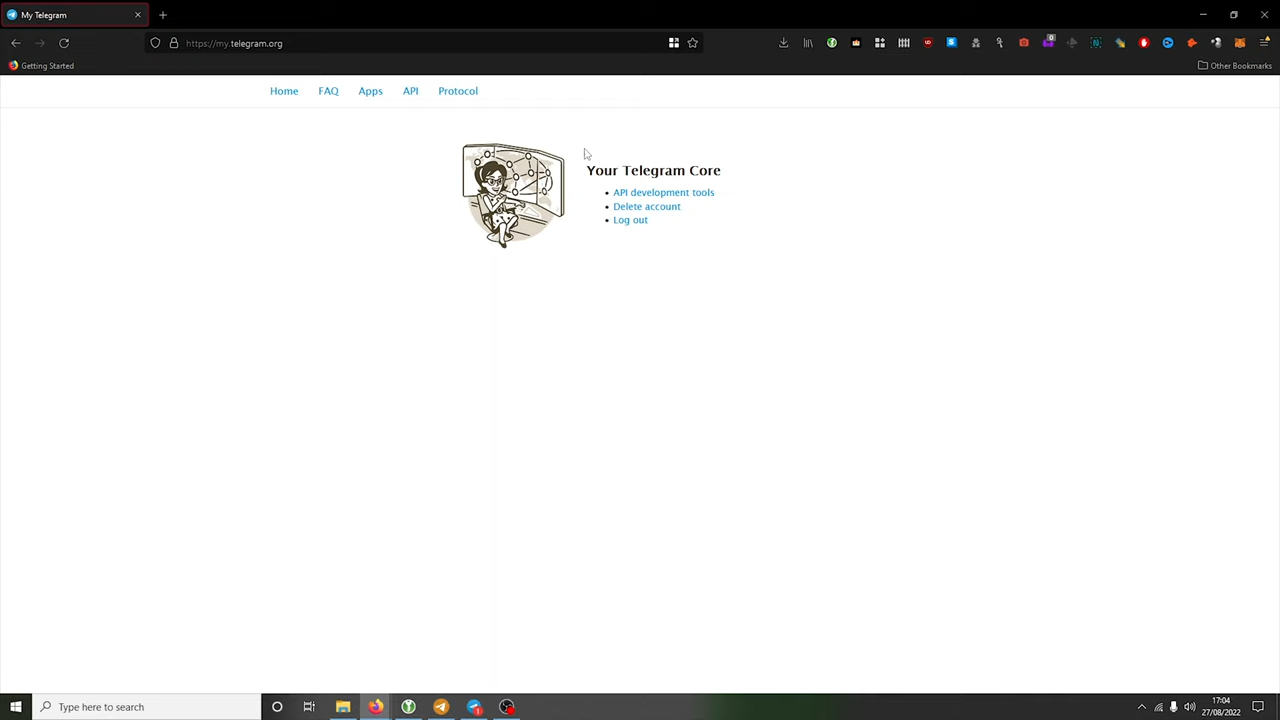 My Telegram
https://my.telegram.org
Getting Started
Other Bookmarks
Home FAQ Apps API Protocol
Your Telegram Core
API development tools
Delete account
Log out
Type here to search
17:04
27/08/2022